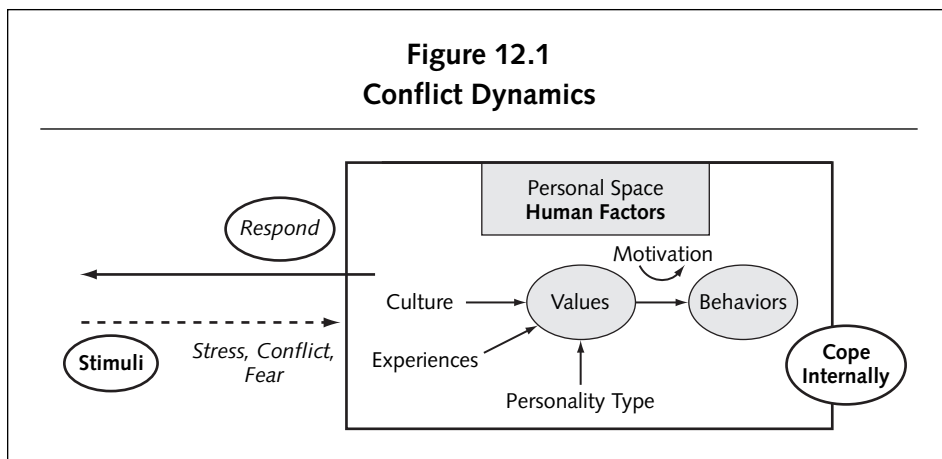 Figure 12.1
Conflict Dynamics
Personal Space
Human Factors
Respond
Motivation
Culture
Values
Behaviors
Stimuli
Stress, Conflict,
Fear
Experiences
Cope
Internally
Personality Type